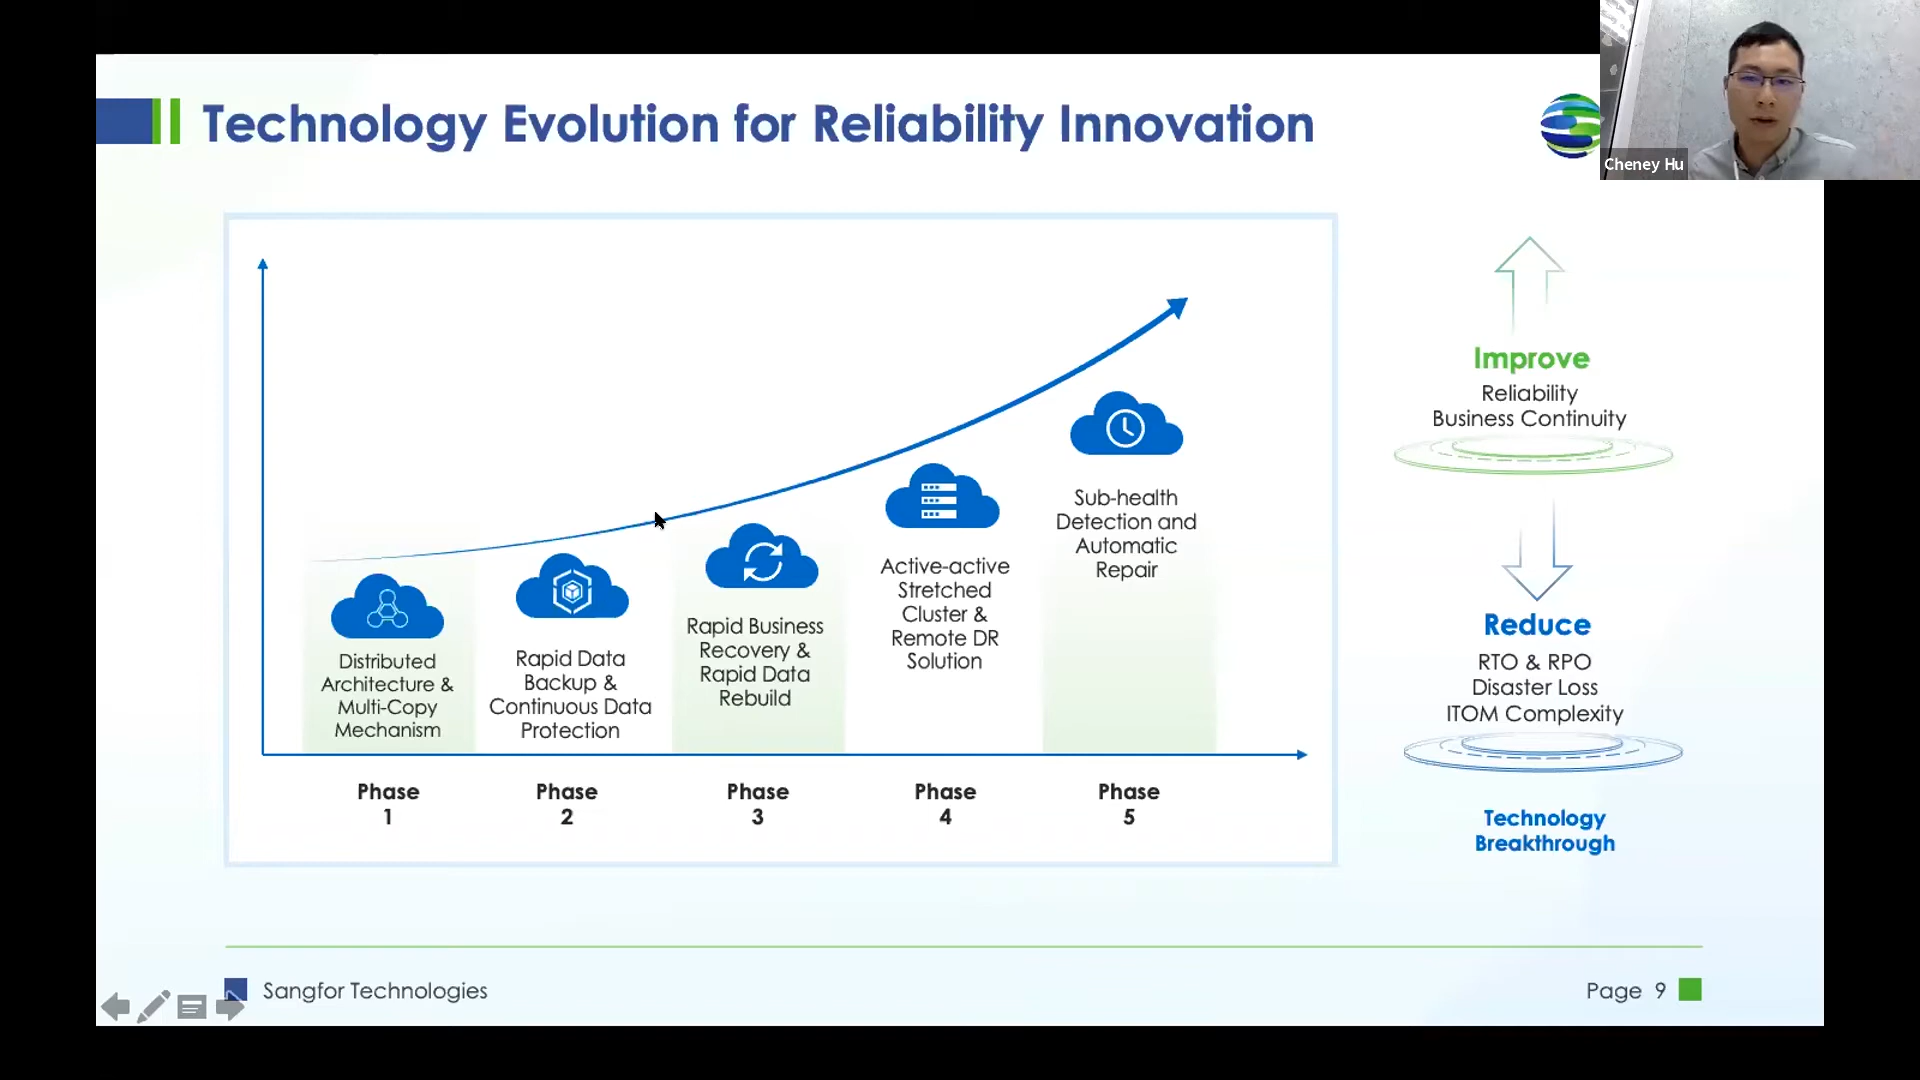 Technology Evolution for Reliability Innovation
Cheney Hu
Distributed
Architecture &
Multi-Copy
Mechanism
Rapid Data
Backup &
Continuous Data
Protection
Rapid Business
Recovery &
Rapid Data
Rebuild
Active-active
Stretched
Cluster &
Remote DR
Solution
Sub-health
Detection and
Automatic
Repair
Phase
1
Phase
2
Phase
3
Phase
4
Phase
5
Improve
Reliability
Business Continuity
Reduce
RTO & RPO
Disaster Loss
ITOM Complexity
Technology
Breakthrough
Sangfor Technologies
Page 9